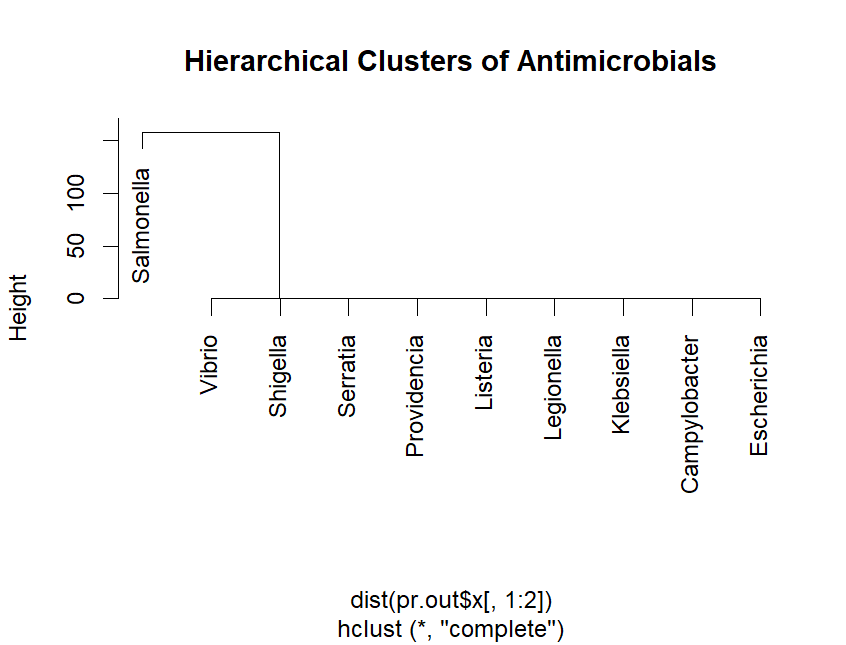 Hierarchical Clusters of Antimicrobials
Height
100
50
0
Salmonella
Vibrio
Shigella
Serratia
Providencia
Listeria
Legionella
Klebsiella
Campylobacter
Escherichia
dist(pr.out$x[, 1:2])
hclust (*, "complete")